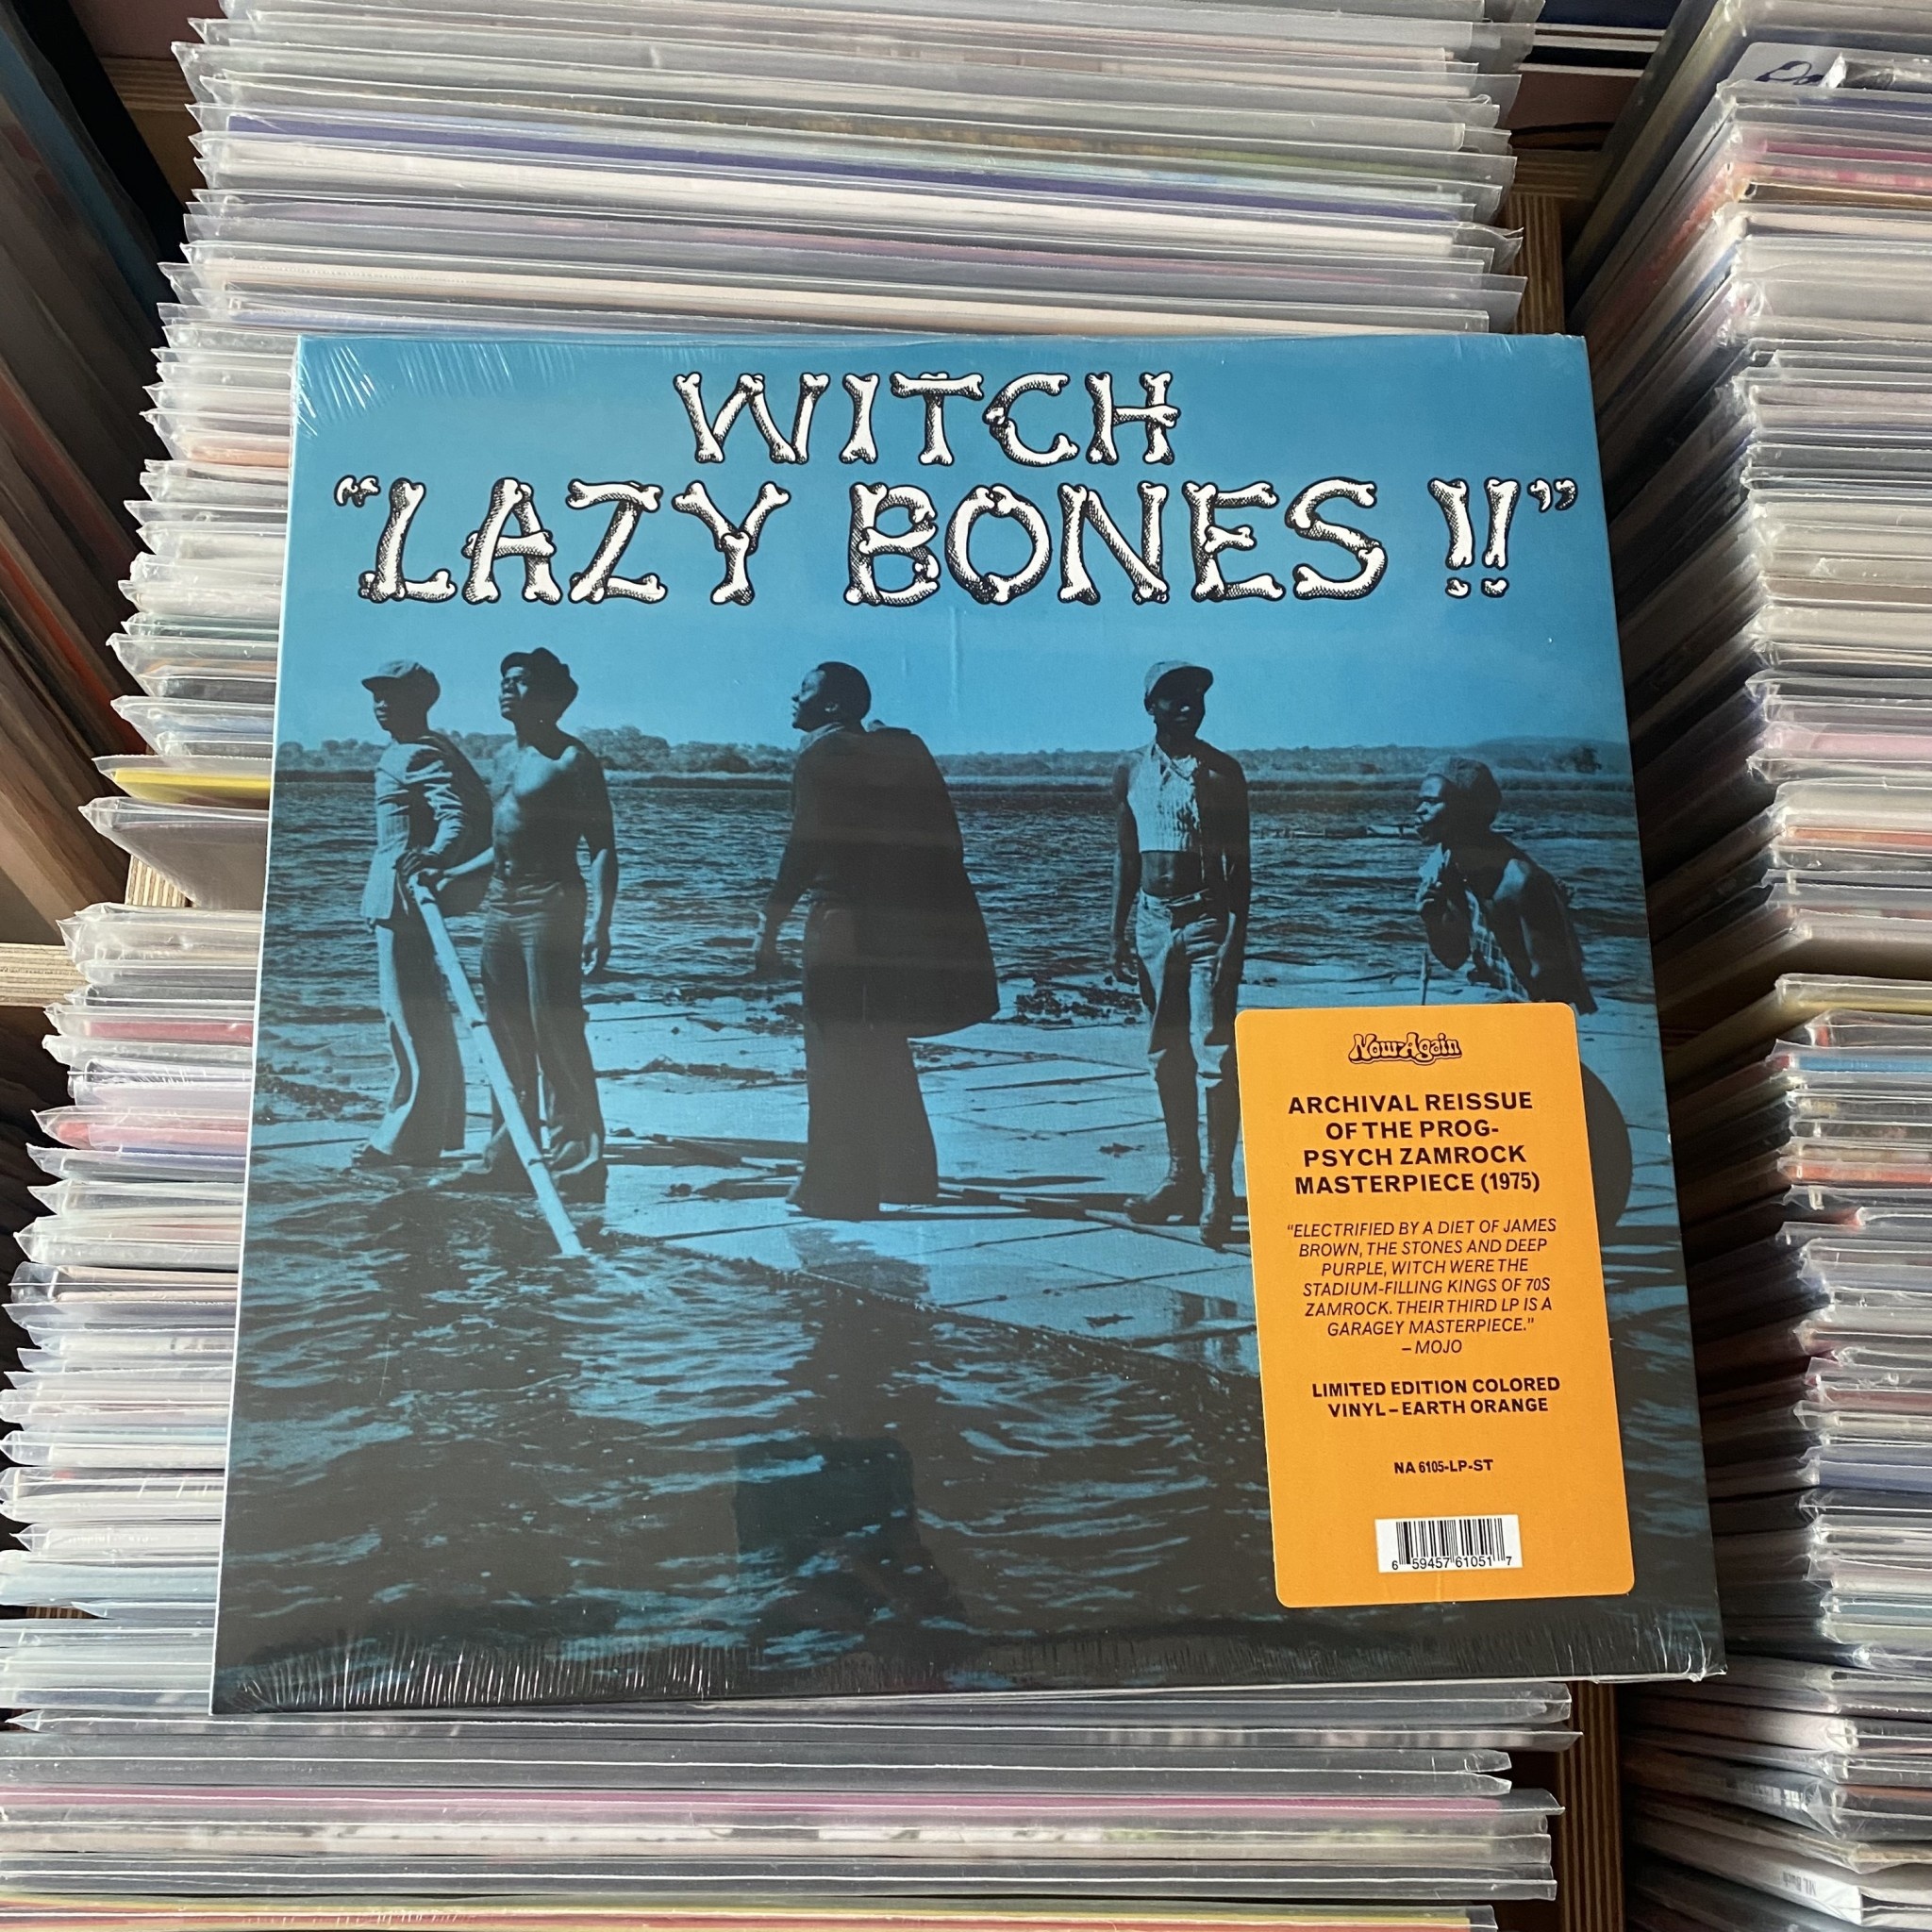 WITCH
"LAZY BONES !!"
Now-Again
ARCHIVAL REISSUE
OF THE PROG-
PSYCH ZAMROCK
MASTERPIECE (1975)
"ELECTRIFIED BY A DIET OF JAMES
BROWN, THE STONES AND DEEP
PURPLE, WITCH WERE THE
STADIUM-FILLING KINGS OF 70S
ZAMROCK. THEIR THIRD LP IS A
GARAGEY MASTERPIECE."
– MOJO
LIMITED EDITION COLORED
VINYL – EARTH ORANGE
NA 6105-LP-ST
6 59457 61051 7